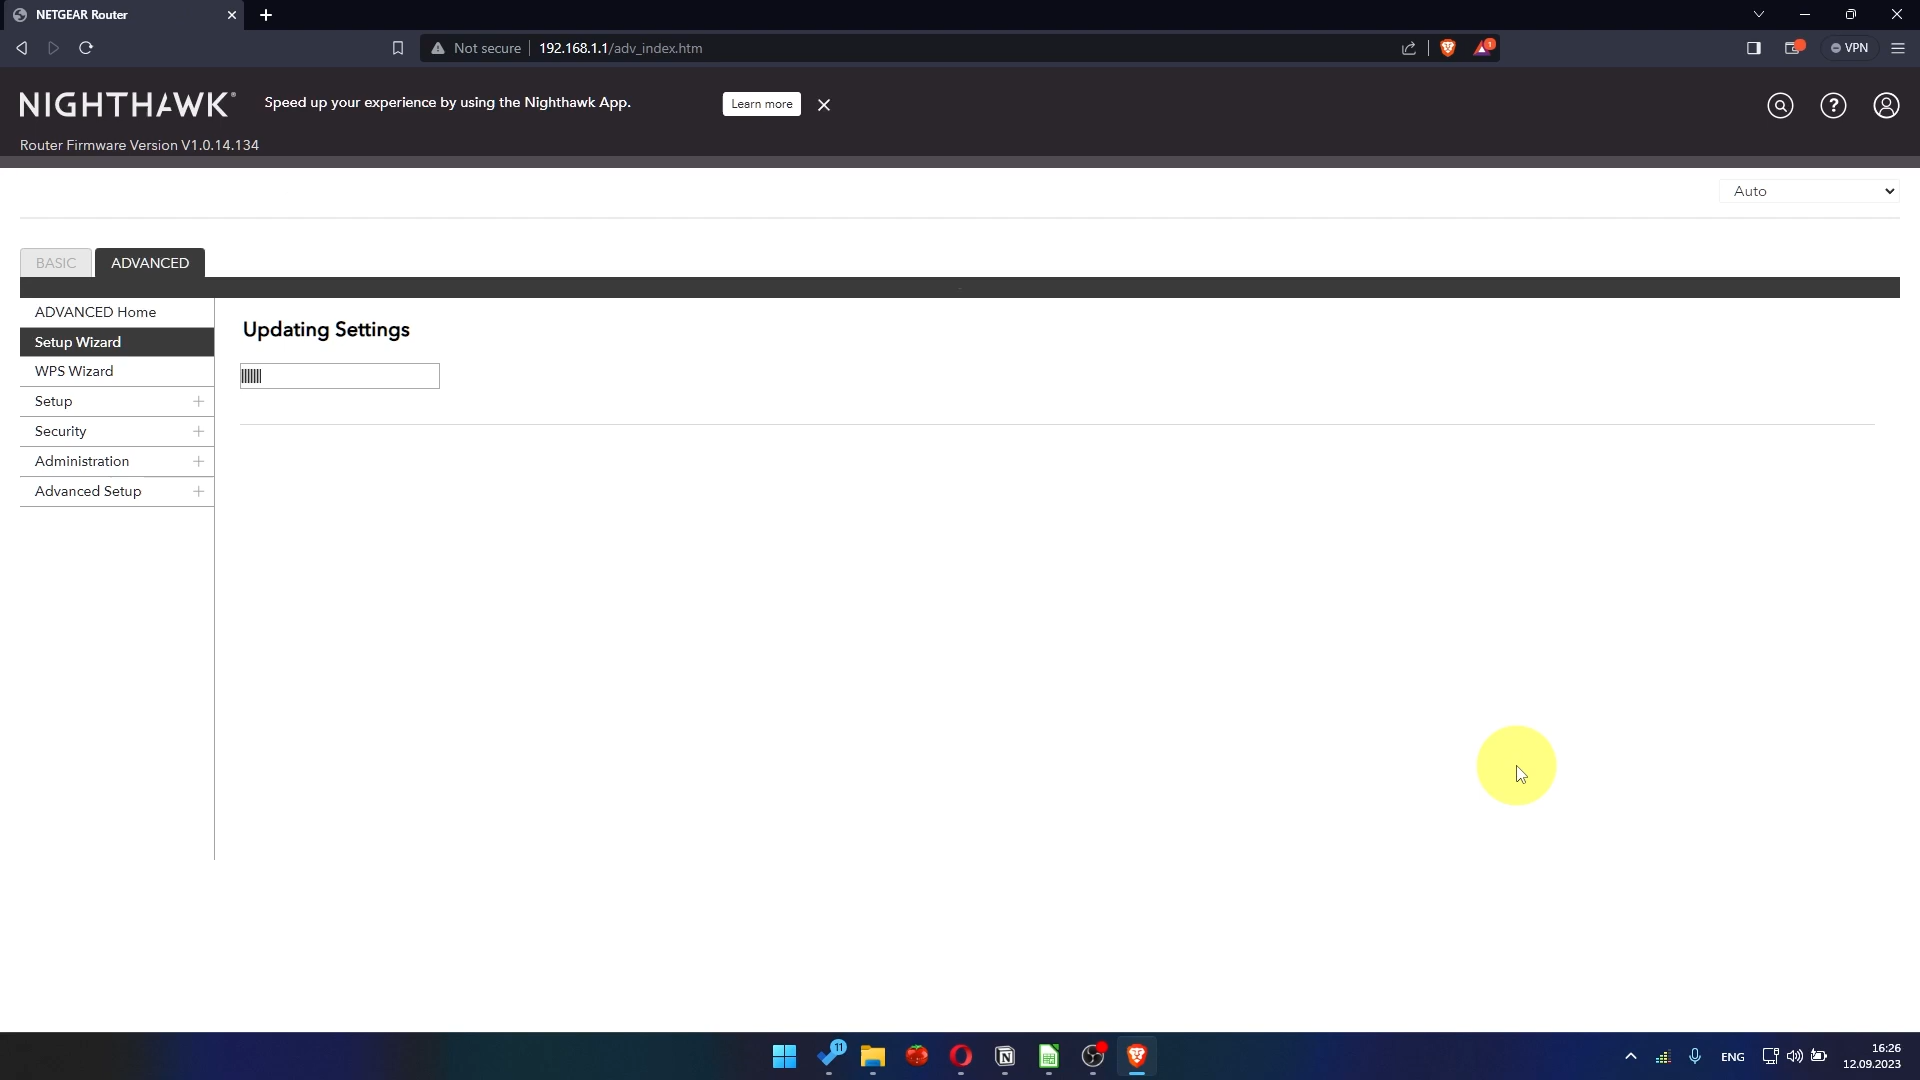 NETGEAR Router
Not secure 192.168.1.1/adv_index.htm
1
VPN
NIGHTHAWK®
Speed up your experience by using the Nighthawk App.
Learn more
Router Firmware Version V1.0.14.134
Auto
BASIC
ADVANCED
ADVANCED Home
Setup Wizard
WPS Wizard
Setup
Security
Administration
Advanced Setup
Updating Settings
11
ENG
16:26
12.09.2023